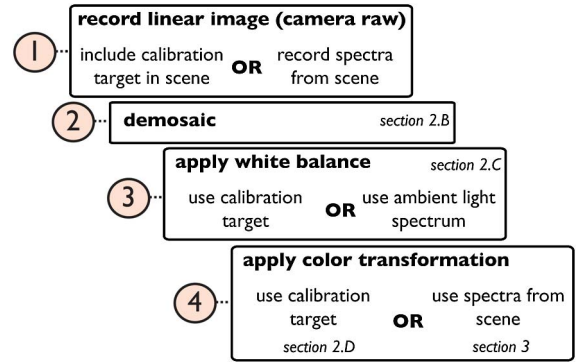 1
record linear image (camera raw)
include calibration target in scene
OR
record spectra from scene
2
demosaic
section 2.B
3
apply white balance
section 2.C
use calibration target
OR
use ambient light spectrum
4
apply color transformation
use calibration target
section 2.D
OR
use spectra from scene
section 3